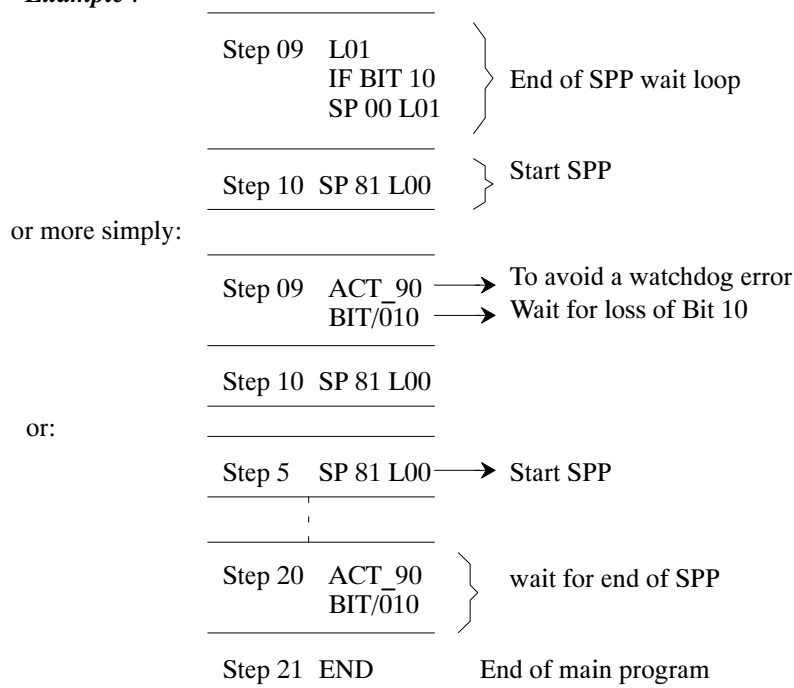 Step 09 L01
IF BIT 10 End of SPP wait loop
SP 00 L01
Step 10 SP 81 L00 Start SPP
or more simply:
Step 09 ACT_90 To avoid a watchdog error
BIT/010 Wait for loss of Bit 10
Step 10 SP 81 L00
or:
Step 5 SP 81 L00 Start SPP
Step 20 ACT_90 wait for end of SPP
BIT/010
Step 21 END End of main program